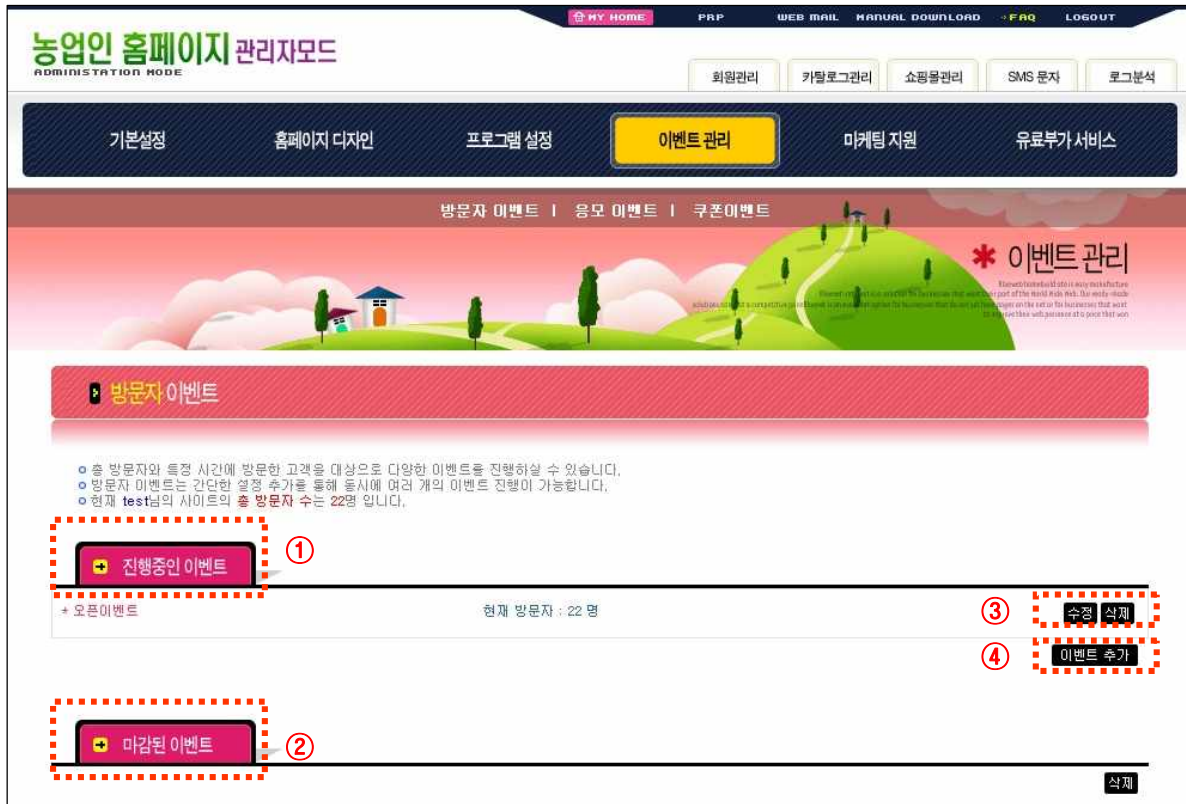 MY HOME PRP WEB MAIL MANUAL DOWNLOAD FAQ LOGOUT
농업인 홈페이지 관리자모드
ADMINISTATION MODE
회원관리 카탈로그관리 쇼핑몰관리 SMS 문자 로그분석
기본설정 홈페이지 디자인 프로그램 설정 이벤트 관리 마케팅 지원 유료부가 서비스
방문자 이벤트 | 응모 이벤트 | 쿠폰이벤트
* 이벤트 관리
방문자 이벤트
총 방문자와 특정 시간에 방문한 고객을 대상으로 다양한 이벤트를 진행하실 수 있습니다.
방문자 이벤트는 간단한 설정 추가를 통해 동시에 여러 개의 이벤트 진행이 가능합니다.
현재 test님의 사이트의 총 방문자 수는 22명 입니다.
진행중인 이벤트 ①
+ 오픈이벤트 현재 방문자 : 22 명 ③ 수정 삭제
④ 이벤트 추가
마감된 이벤트 ②
삭제